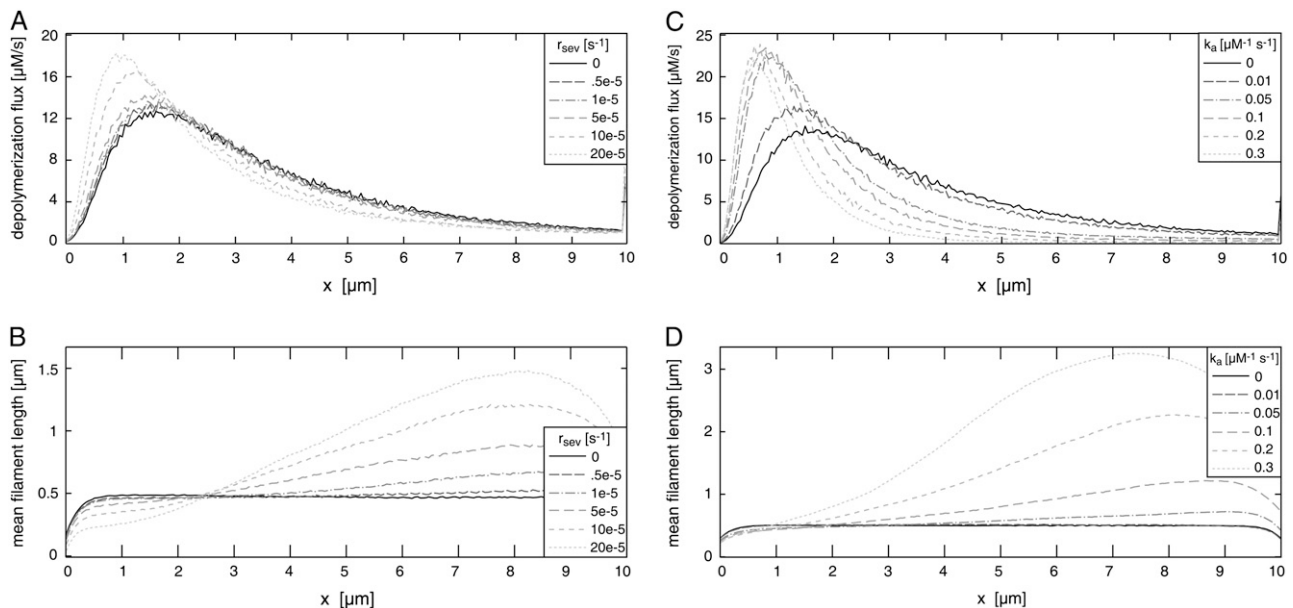 A
depolymerization flux [µM/s]
20
16
12
8
4
0
0 1 2 3 4 5 6 7 8 9 10
x [µm]
r_sev [s⁻¹]
0
.5e-5
1e-5
5e-5
10e-5
20e-5
C
depolymerization flux [µM/s]
25
20
15
10
5
0
0 1 2 3 4 5 6 7 8 9 10
x [µm]
k_a [µM⁻¹ s⁻¹]
0
0.01
0.05
0.1
0.2
0.3
B
mean filament length [µm]
1.5
1
0.5
0
0 1 2 3 4 5 6 7 8 9 10
x [µm]
r_sev [s⁻¹]
0
.5e-5
1e-5
5e-5
10e-5
20e-5
D
mean filament length [µm]
3
2
1
0
0 1 2 3 4 5 6 7 8 9 10
x [µm]
k_a [µM⁻¹ s⁻¹]
0
0.01
0.05
0.1
0.2
0.3